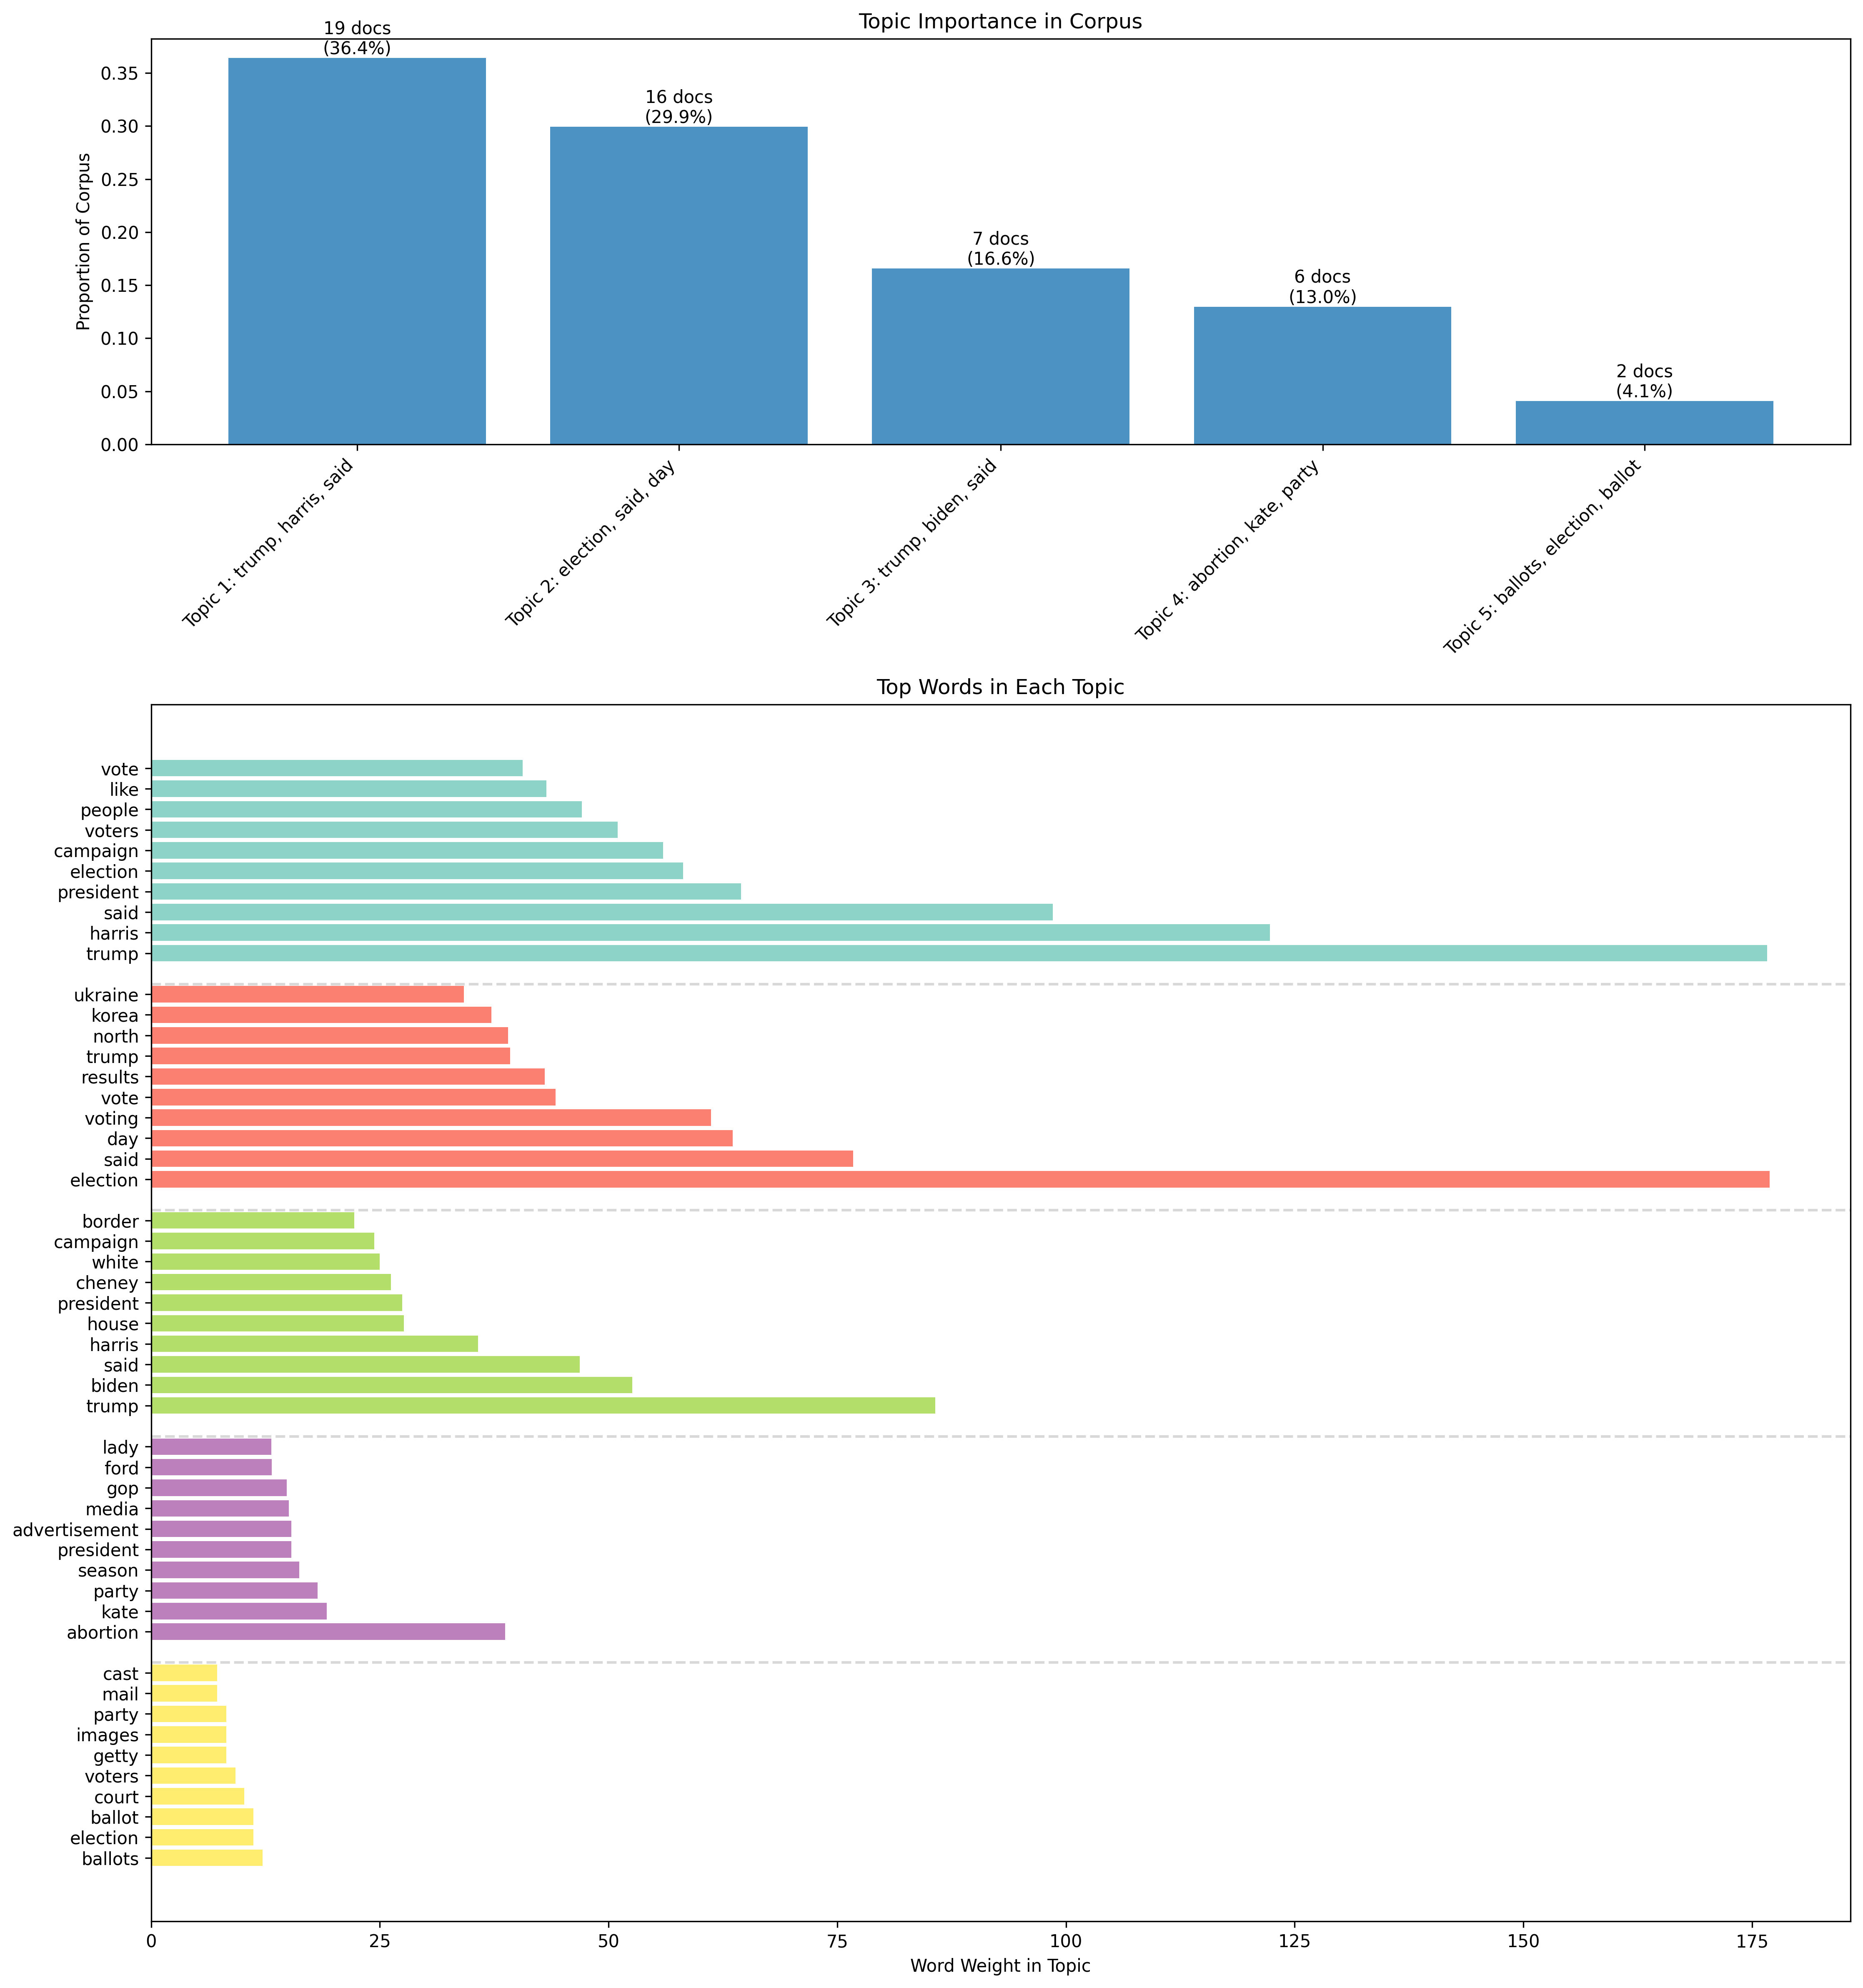 Topic Importance in Corpus
19 docs
(36.4%)
16 docs
(29.9%)
7 docs
(16.6%)
6 docs
(13.0%)
2 docs
(4.1%)
Proportion of Corpus
0.35
0.30
0.25
0.20
0.15
0.10
0.05
0.00
Topic 1: trump, harris, said
Topic 2: election, said, day
Topic 3: trump, biden, said
Topic 4: abortion, kate, party
Topic 5: ballots, election, ballot
Top Words in Each Topic
vote
like
people
voters
campaign
election
president
said
harris
trump
ukraine
korea
north
trump
results
vote
voting
day
said
election
border
campaign
white
cheney
president
house
harris
said
biden
trump
lady
ford
gop
media
advertisement
president
season
party
kate
abortion
cast
mail
party
images
getty
voters
court
ballot
election
ballots
0 25 50 75 100 125 150 175
Word Weight in Topic